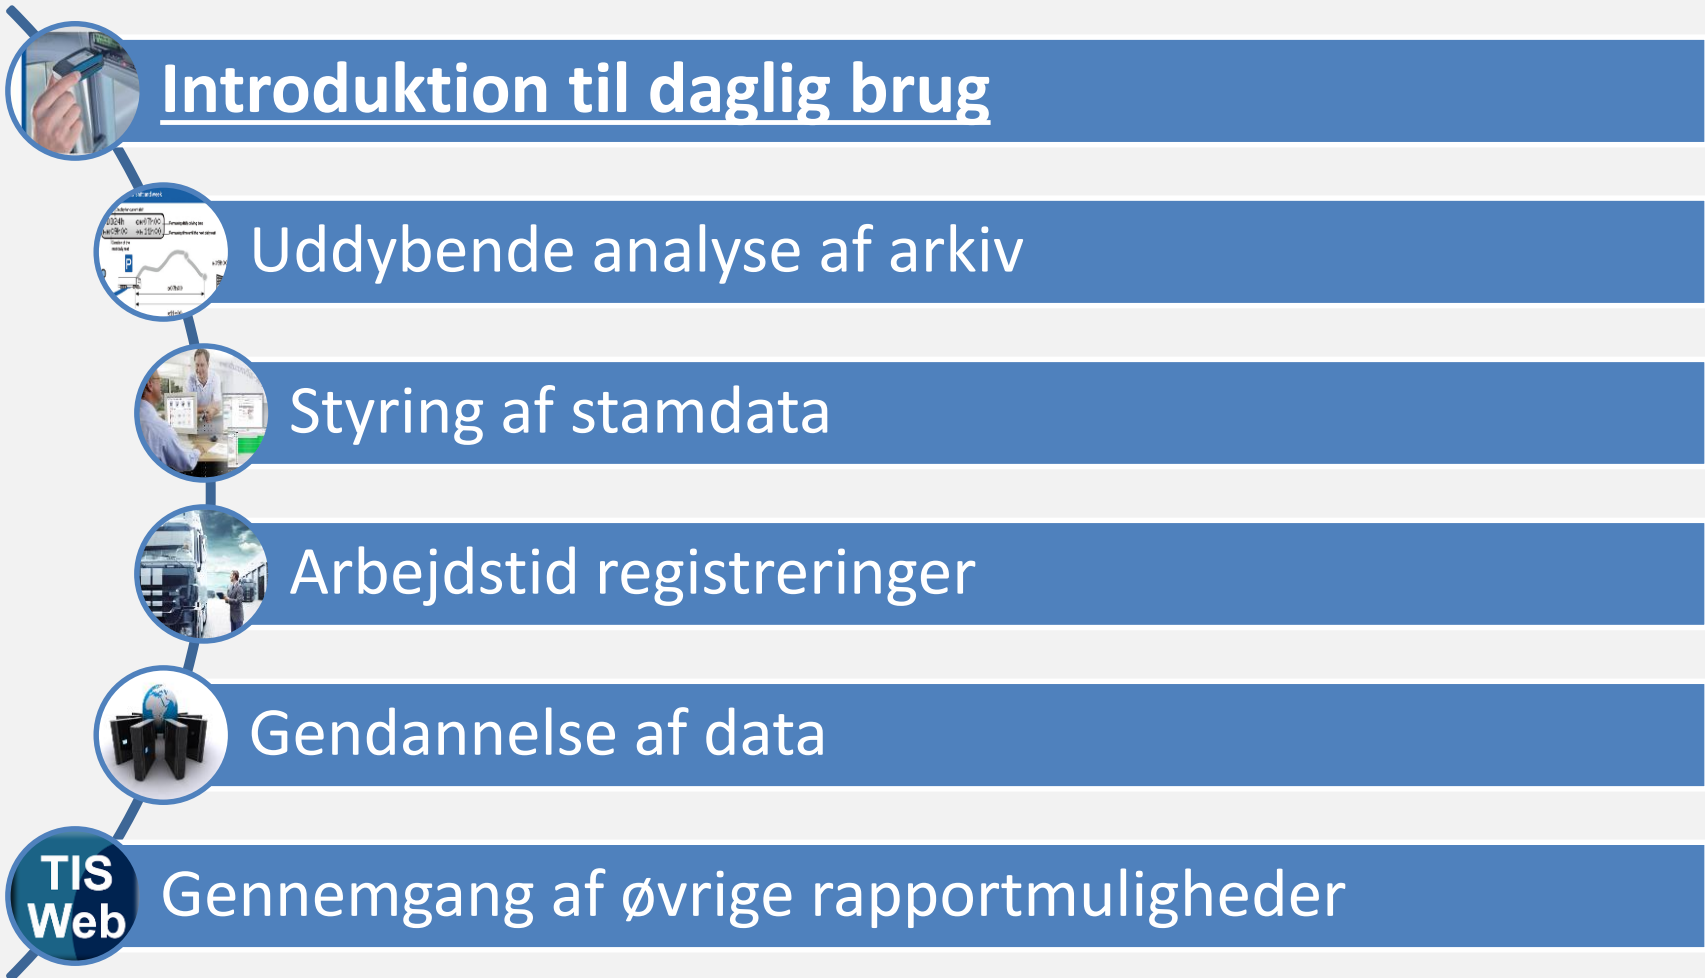 Introduktion til daglig brug
Uddybende analyse af arkiv
Styring af stamdata
Arbejdstid registreringer
Gendannelse af data
TIS
Web
Gennemgang af øvrige rapportmuligheder